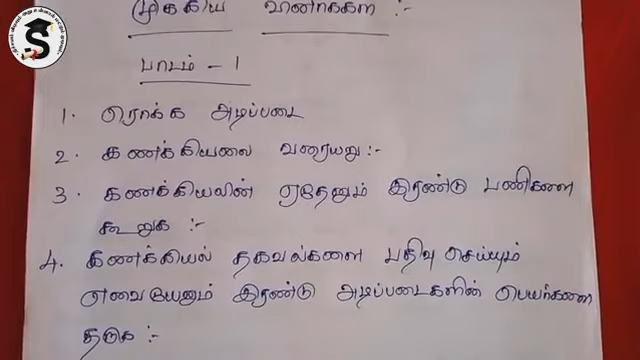 முக்கிய வினாக்கள் :-
பாடம் - 1
1. ரொக்க அடிப்படை
2. கணக்கியலை வரையறு :-
3. கணக்கியலின் ஏதேனும் இரண்டு பணிகளை
கூறுக :-
4. கணக்கியல் தகவல்களை பதிவு செய்யும்
எவையேனும் இரண்டு அடிப்படைகளின் பெயர்களை
தருக :-
S